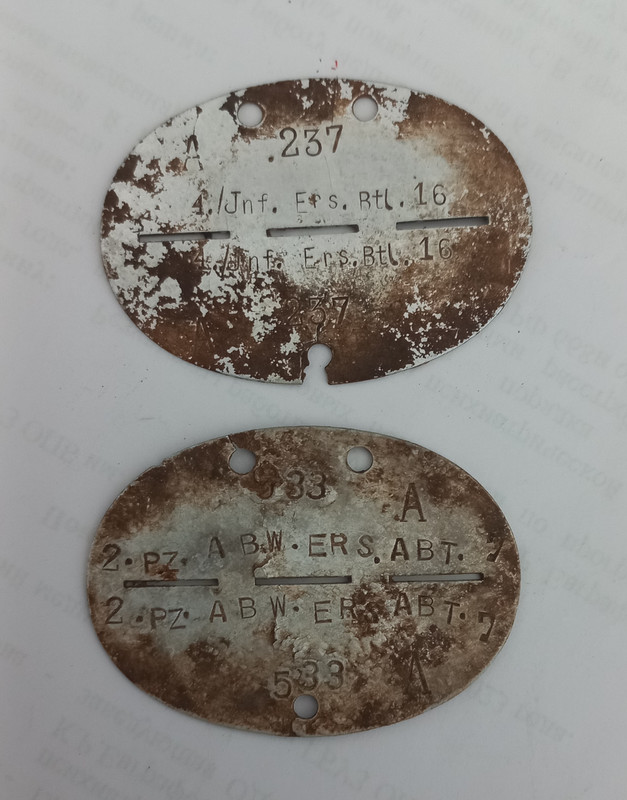 A .237
4./Jnf. Ers.Btl.16
4./Jnf. Ers.Btl.16
A 237
533 A
2.PZ.ABW.ERS.ABT.7
2.PZ.ABW.ERS.ABT.7
533 A